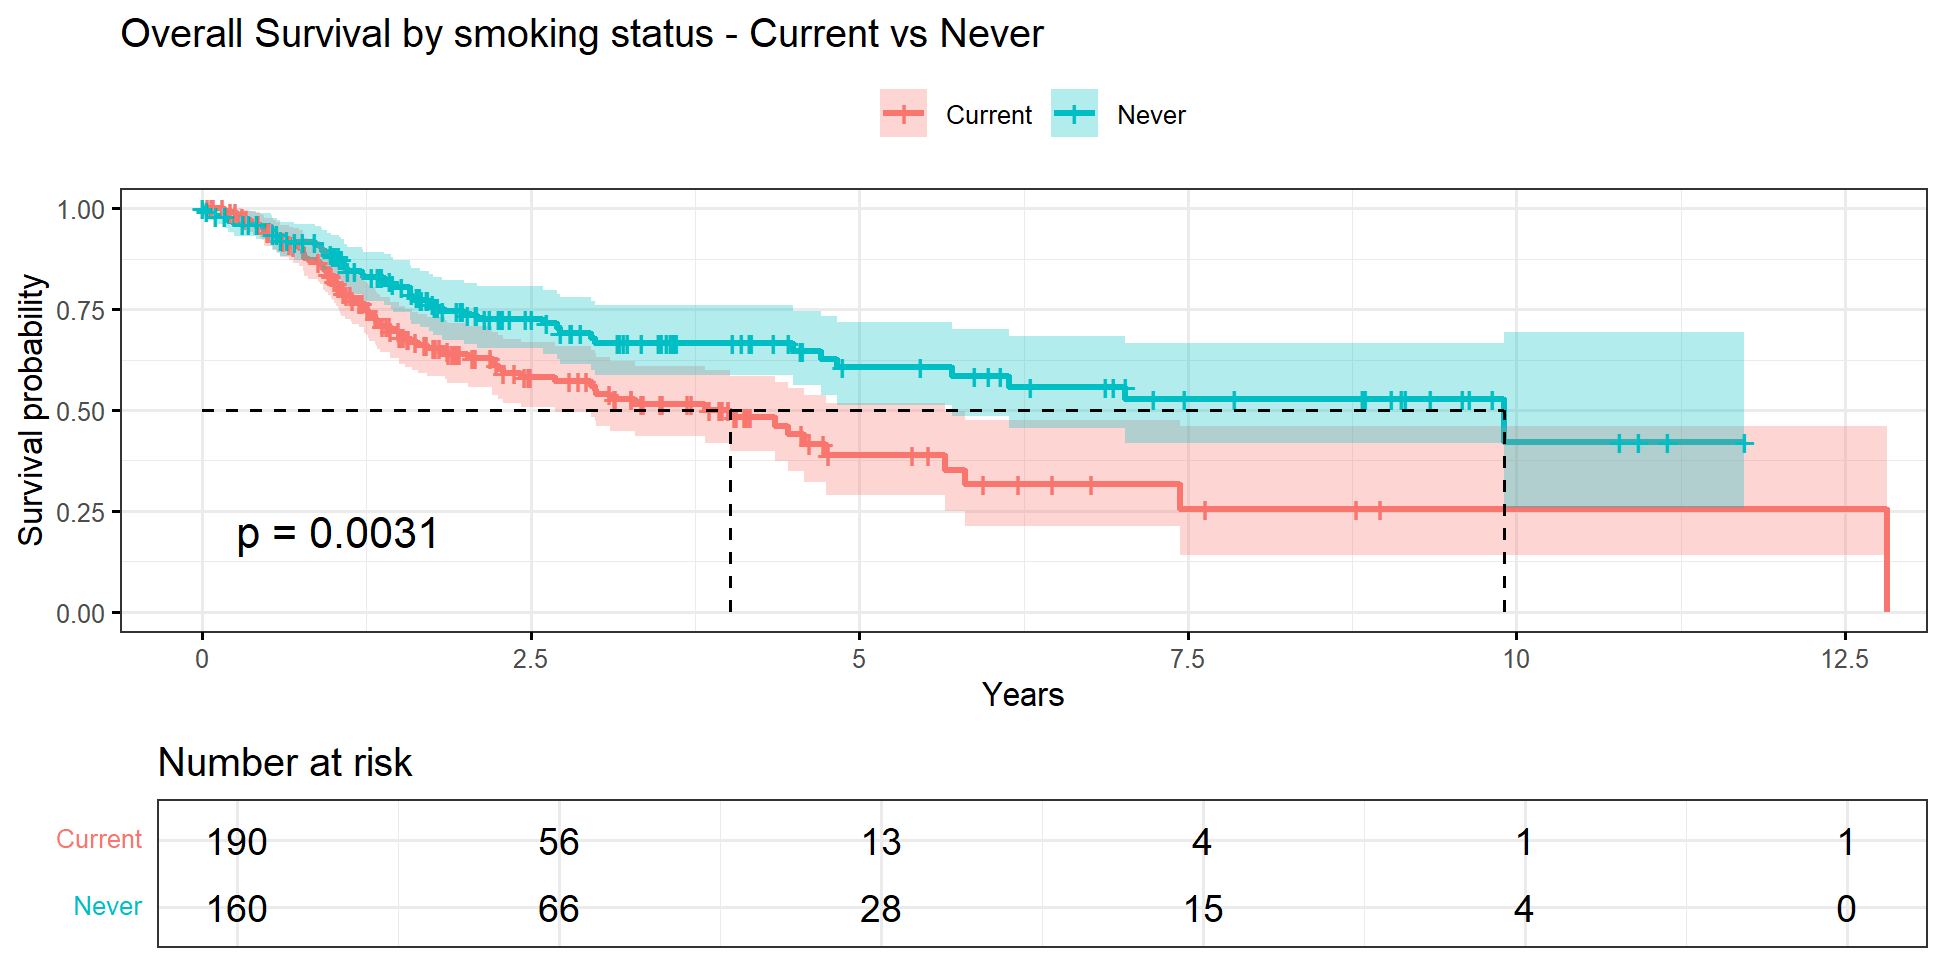 Overall Survival by smoking status - Current vs Never
Current Never
1.00
0.75
0.50
0.25
0.00
Survival probability
p = 0.0031
0 2.5 5 7.5 10 12.5
Years
Number at risk
Current 190 56 13 4 1 1
Never 160 66 28 15 4 0